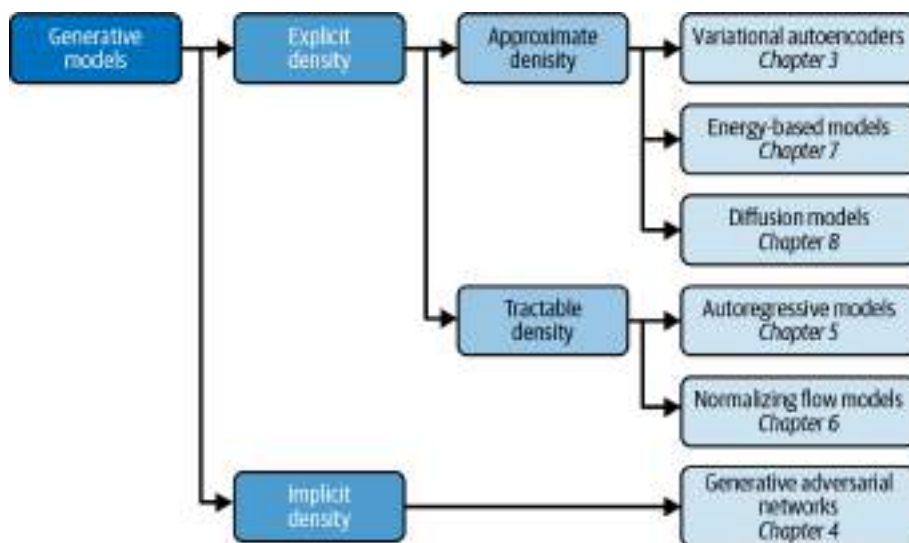 Generative
models
Explicit
density
Approximate
denisity
Variational autoencoders
Chapter 3
Energy-based models
Chapter 7
Diffusion models
Chapter 8
Tractable
density
Autoregressive models
Chapter 5
Normalizing flow models
Chapter 6
Implicit
density
Generative adversarial
networks
Chapter 4